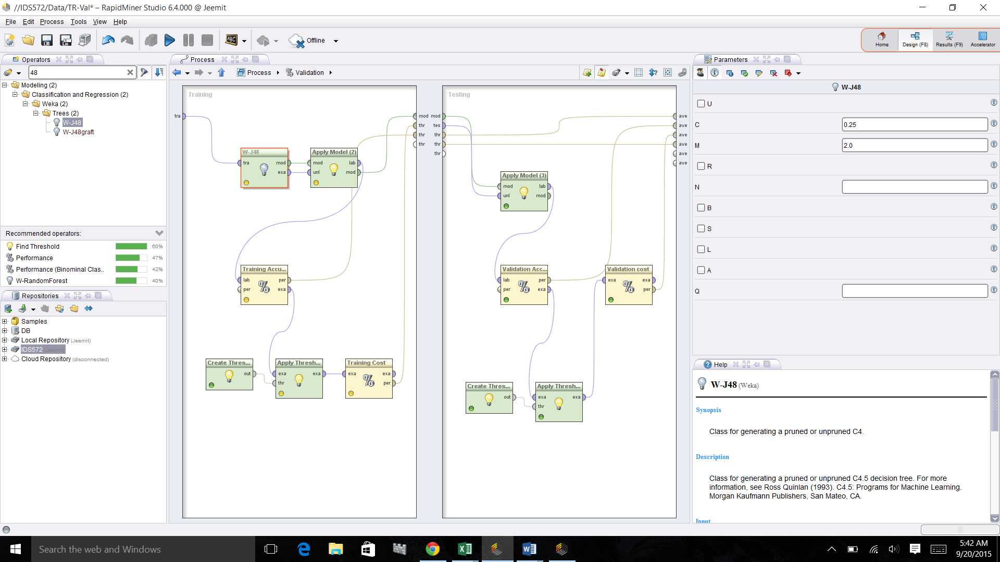 //IDS572/Data/TR-Val* – RapidMiner Studio 6.4.000 @ Jeemit
File Edit Process Tools View Help
ABC Offline
Home Design (F8) Results (F9) Accelerator
Operators
48
Modeling (2)
Classification and Regression (2)
Weka (2)
Trees (2)
W-J48
W-J48graft
Recommended operators:
Find Threshold 60%
Performance 47%
Performance (Binominal Clas.. 42%
W-RandomForest 40%
Repositories
Samples
DB
Local Repository (Jeemit)
IDS572 (Jeemit)
Cloud Repository (disconnected)
Process
Process Validation
Training
tra
mod
thr
thr
thr
W-J48
tra mod
exa
Apply Model (2)
mod lab
unl mod
Training Accu...
lab per
per exa
Create Thres...
out
Apply Thresh...
exa exa
thr
Training Cost
exa exa
per
Testing
mod
tes
thr
thr
thr
ave
ave
ave
ave
ave
ave
Apply Model (3)
mod lab
unl mod
Validation Acc...
lab per
per exa
Validation cost
exa exa
per
Create Thres...
out
Apply Thresh...
exa exa
thr
Parameters
W-J48
U
C 0.25
M 2.0
R
N
B
S
L
A
Q
Help
W-J48 (Weka)
Synopsis
Class for generating a pruned or unpruned C4.
Description
Class for generating a pruned or unpruned C4.5 decision tree. For more
information, see Ross Quinlan (1993). C4.5: Programs for Machine Learning.
Morgan Kaufmann Publishers, San Mateo, CA.
Input
Search the web and Windows
5:42 AM
9/20/2015